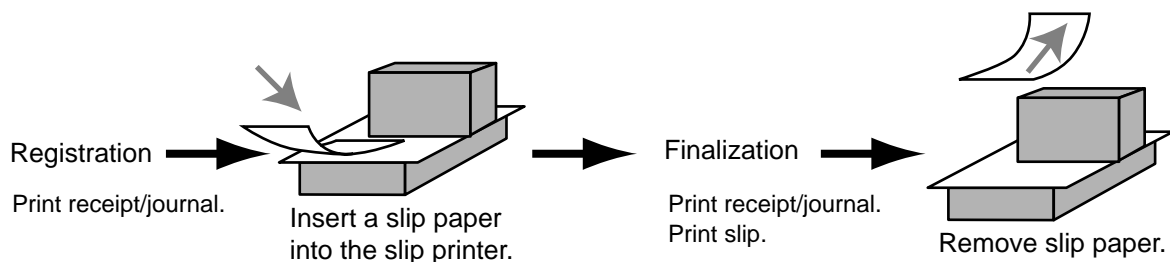 Registration
Print receipt/journal.
Insert a slip paper
into the slip printer.
Finalization
Print receipt/journal.
Print slip.
Remove slip paper.